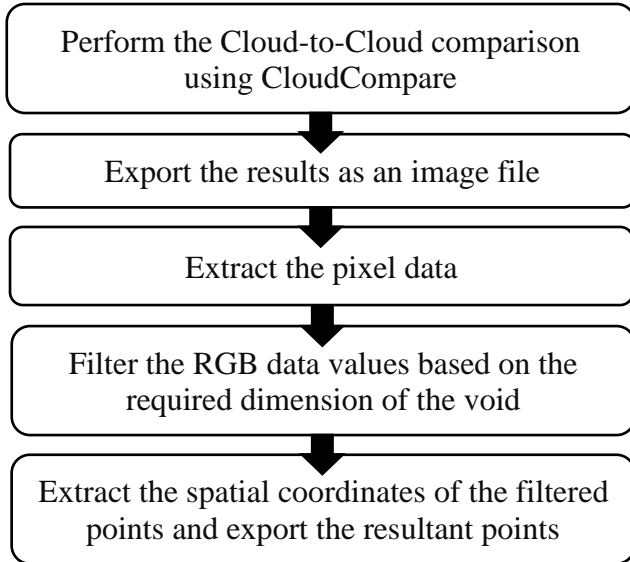 Perform the Cloud-to-Cloud comparison
using CloudCompare
Export the results as an image file
Extract the pixel data
Filter the RGB data values based on the
required dimension of the void
Extract the spatial coordinates of the filtered
points and export the resultant points